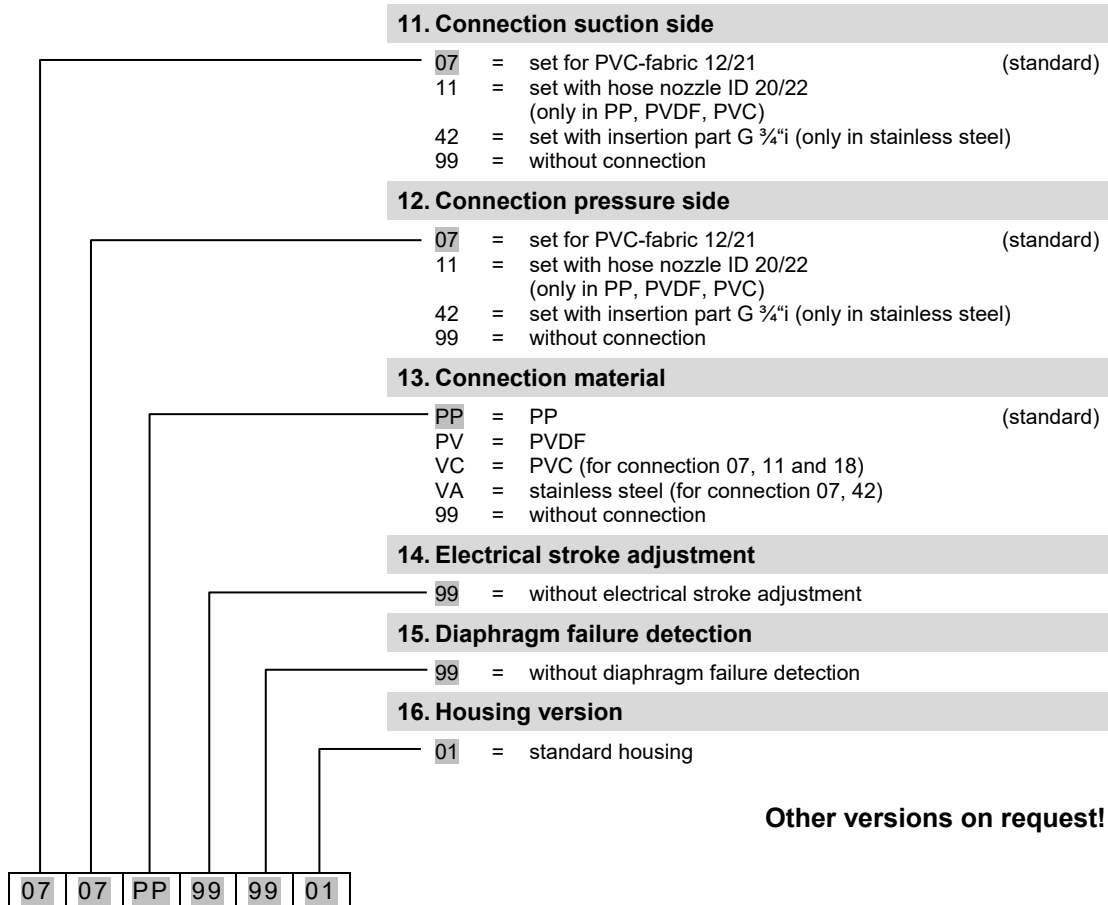 11. Connection suction side
07 = set for PVC-fabric 12/21 (standard)
11 = set with hose nozzle ID 20/22
(only in PP, PVDF, PVC)
42 = set with insertion part G ¾“i (only in stainless steel)
99 = without connection
12. Connection pressure side
07 = set for PVC-fabric 12/21 (standard)
11 = set with hose nozzle ID 20/22
(only in PP, PVDF, PVC)
42 = set with insertion part G ¾“i (only in stainless steel)
99 = without connection
13. Connection material
PP = PP (standard)
PV = PVDF
VC = PVC (for connection 07, 11 and 18)
VA = stainless steel (for connection 07, 42)
99 = without connection
14. Electrical stroke adjustment
99 = without electrical stroke adjustment
15. Diaphragm failure detection
99 = without diaphragm failure detection
16. Housing version
01 = standard housing
Other versions on request!
07 07 PP 99 99 01